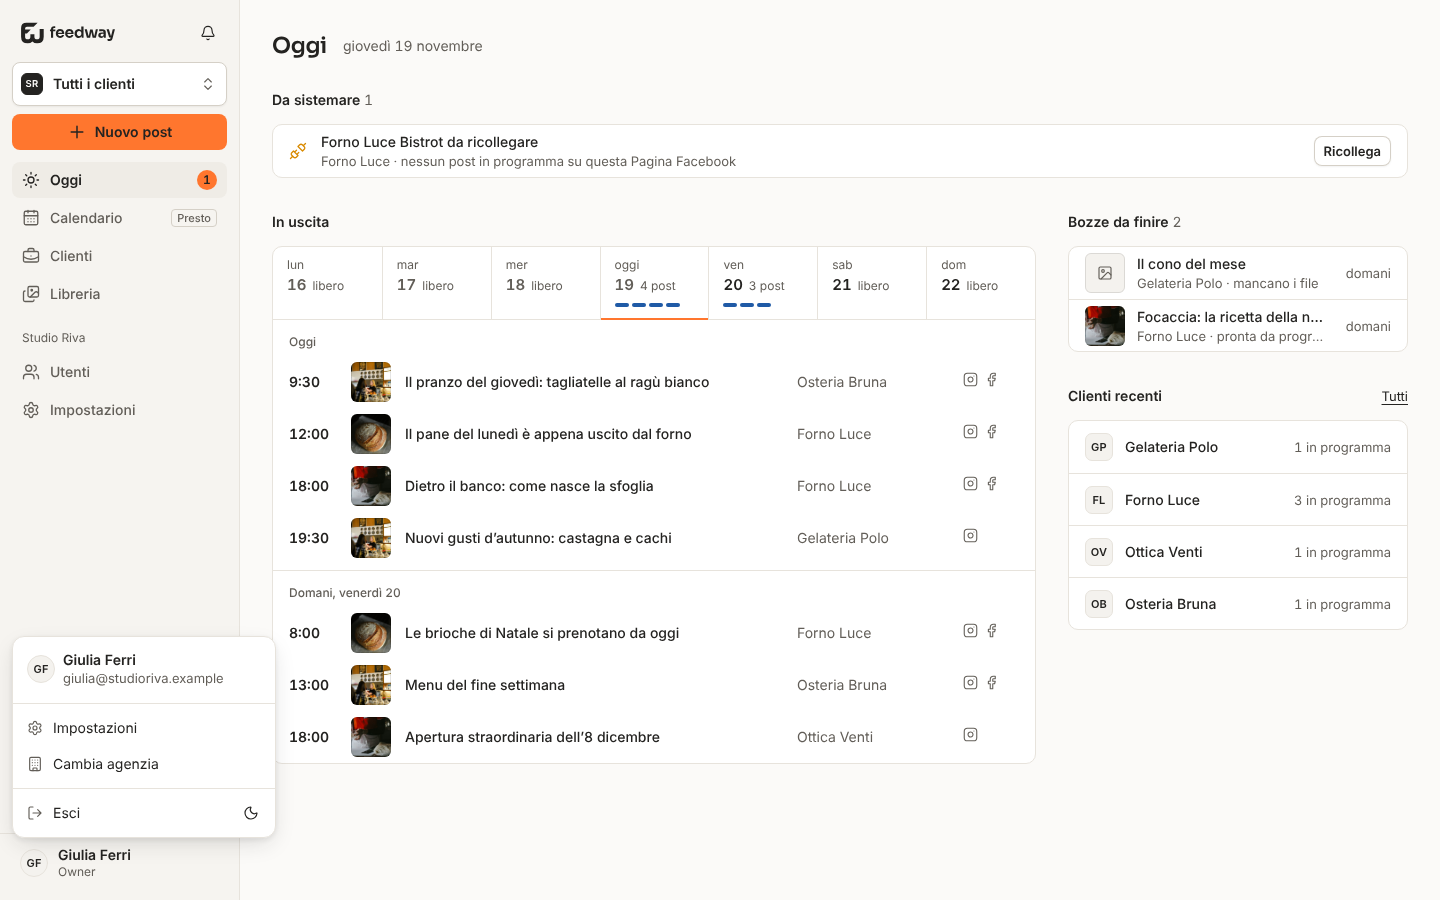 feedway
SR Tutti i clienti
Nuovo post
Oggi 1
Calendario Presto
Clienti
Libreria
Studio Riva
Utenti
Impostazioni
GF Giulia Ferri
giulia@studioriva.example
Impostazioni
Cambia agenzia
Esci
GF Giulia Ferri
Owner
Oggi giovedì 19 novembre
Da sistemare 1
Forno Luce Bistrot da ricollegare
Forno Luce · nessun post in programma su questa Pagina Facebook
Ricollega
In uscita
lun mar mer oggi ven sab dom
16 libero 17 libero 18 libero 19 4 post 20 3 post 21 libero 22 libero
Oggi
9:30 Il pranzo del giovedì: tagliatelle al ragù bianco Osteria Bruna
12:00 Il pane del lunedì è appena uscito dal forno Forno Luce
18:00 Dietro il banco: come nasce la sfoglia Forno Luce
19:30 Nuovi gusti d’autunno: castagna e cachi Gelateria Polo
Domani, venerdì 20
8:00 Le brioche di Natale si prenotano da oggi Forno Luce
13:00 Menu del fine settimana Osteria Bruna
18:00 Apertura straordinaria dell’8 dicembre Ottica Venti
Bozze da finire 2
Il cono del mese
Gelateria Polo · mancano i file domani
Focaccia: la ricetta della n...
Forno Luce · pronta da progr... domani
Clienti recenti Tutti
GP Gelateria Polo 1 in programma
FL Forno Luce 3 in programma
OV Ottica Venti 1 in programma
OB Osteria Bruna 1 in programma